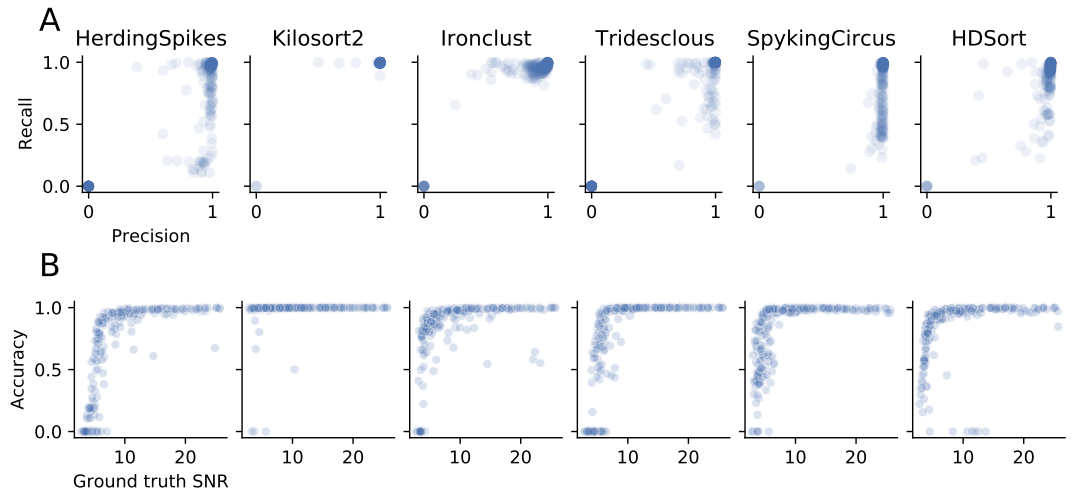 A
HerdingSpikes Kilosort2 Ironclust Tridesclous SpykingCircus HDSort
1.0
0.5
0.0
Recall
0 1 0 1 0 1 0 1 0 1 0 1
Precision
B
1.0
0.5
0.0
Accuracy
10 20 10 20 10 20 10 20 10 20 10 20
Ground truth SNR